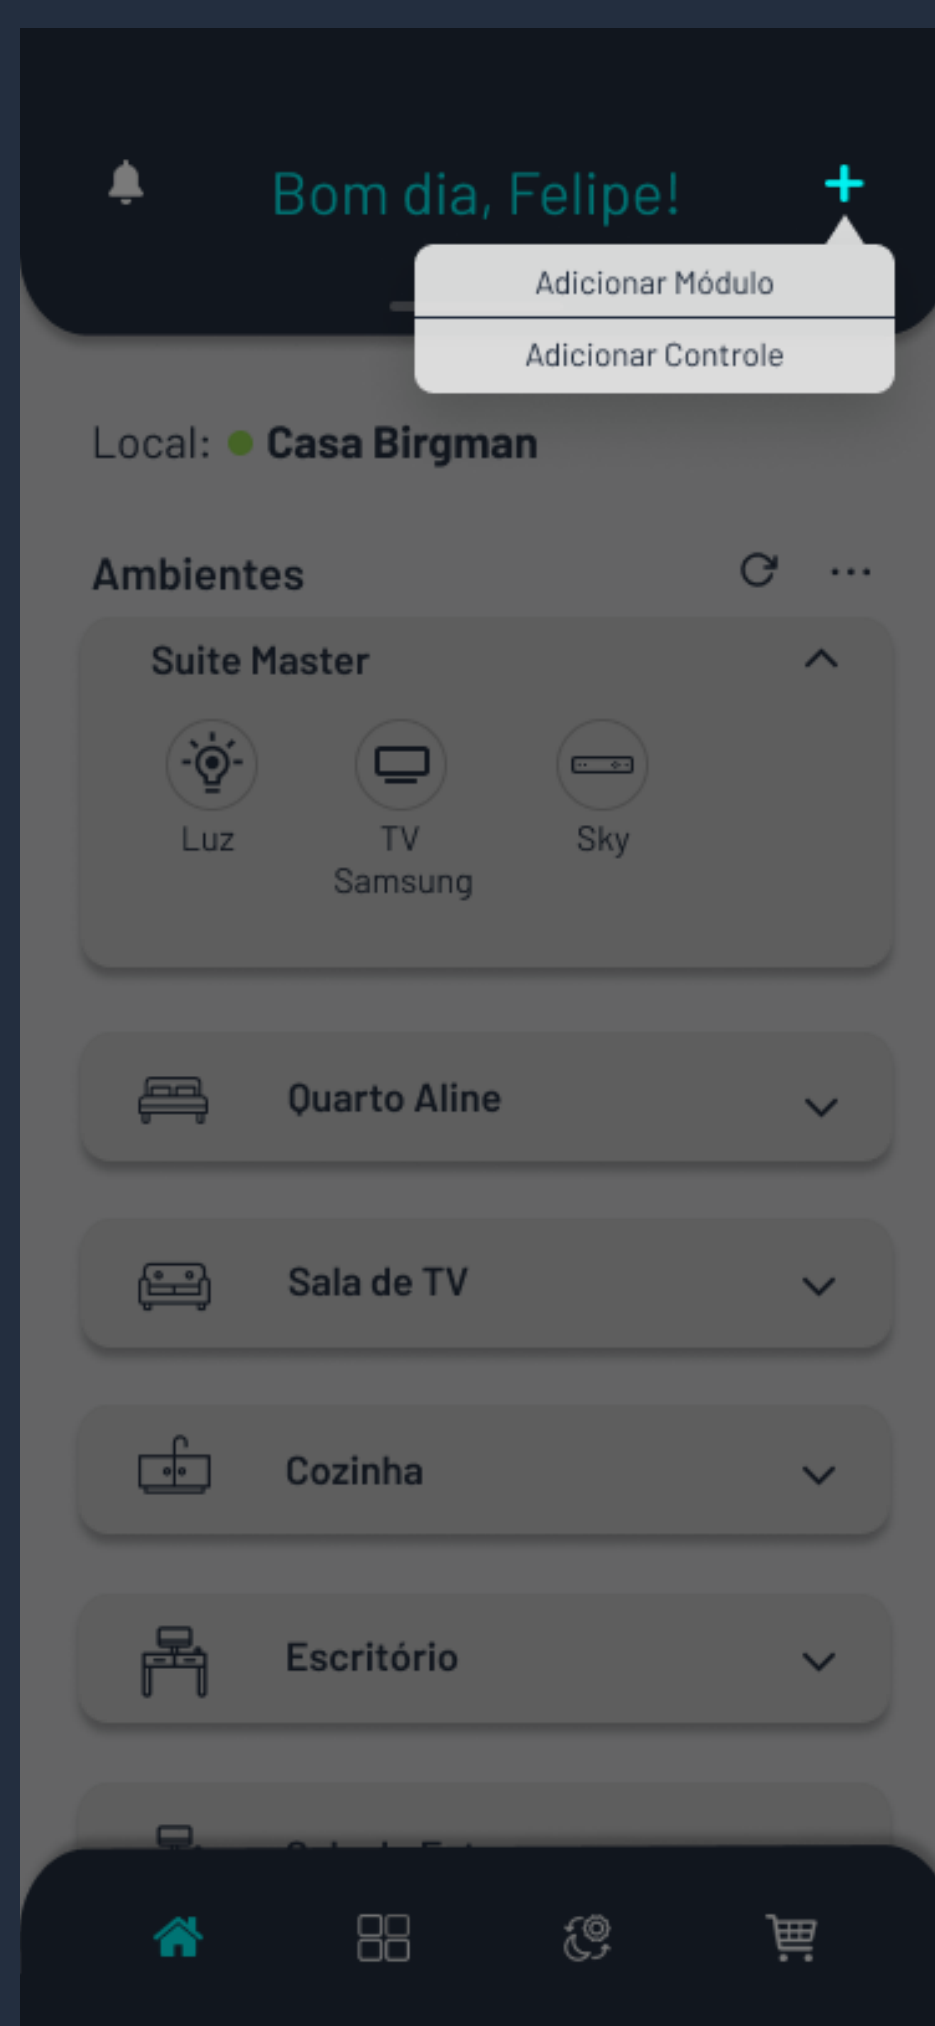 Bom dia, Felipe!
Adicionar Módulo
Adicionar Controle
Local: Casa Birgman
Ambientes
Suite Master
Luz
TV
Samsung
Sky
Quarto Aline
Sala de TV
Cozinha
Escritório